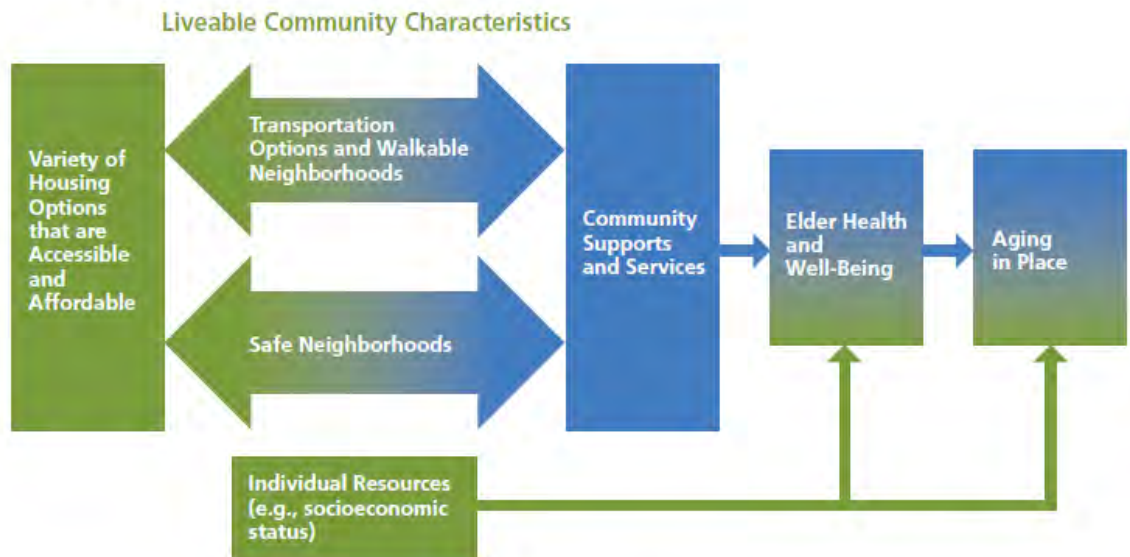 Liveable Community Characteristics
Variety of
Housing
Options
that are
Accessible
and
Affordable
Transportation
Options and Walkable
Neighborhoods
Safe Neighborhoods
Community
Supports
and Services
Elder Health
and
Well-Being
Aging
in Place
Individual Resources
(e.g., socioeconomic
status)